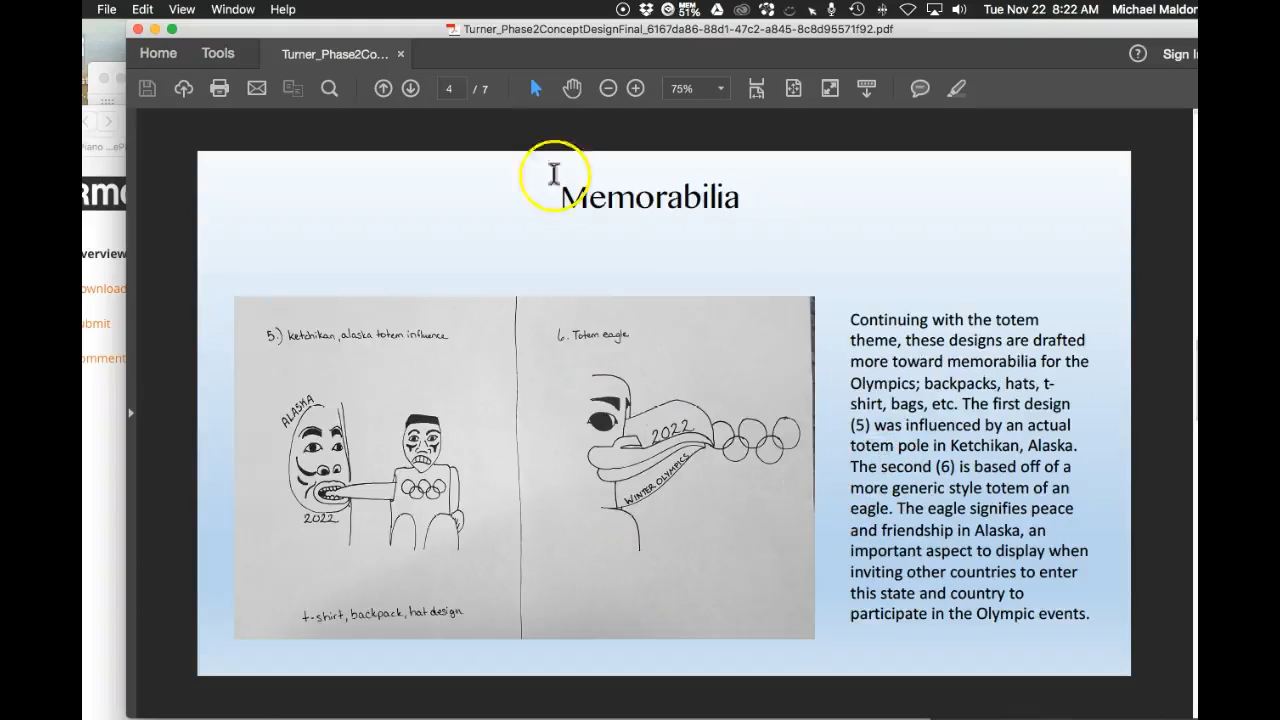 File Edit View Window Help
MEM 51%
Tue Nov 22 8:22 AM Michael Maldor
Turner_Phase2ConceptDesignFinal_6167da86-88d1-47c2-a845-8c8d95571f92.pdf
Home Tools Turner_Phase2Co... ×
? Sign I
4 / 7
75%
Piano ...eP
rmo
verview
ownload
ubmit
omment
Memorabilia
5.) ketchikan, alaska totem influence
ALASKA
2022
t-shirt, backpack, hat design
6. Totem eagle
2022
WINTER OLYMPICS
Continuing with the totem
theme, these designs are drafted
more toward memorabilia for the
Olympics; backpacks, hats, t-
shirt, bags, etc. The first design
(5) was influenced by an actual
totem pole in Ketchikan, Alaska.
The second (6) is based off of a
more generic style totem of an
eagle. The eagle signifies peace
and friendship in Alaska, an
important aspect to display when
inviting other countries to enter
this state and country to
participate in the Olympic events.